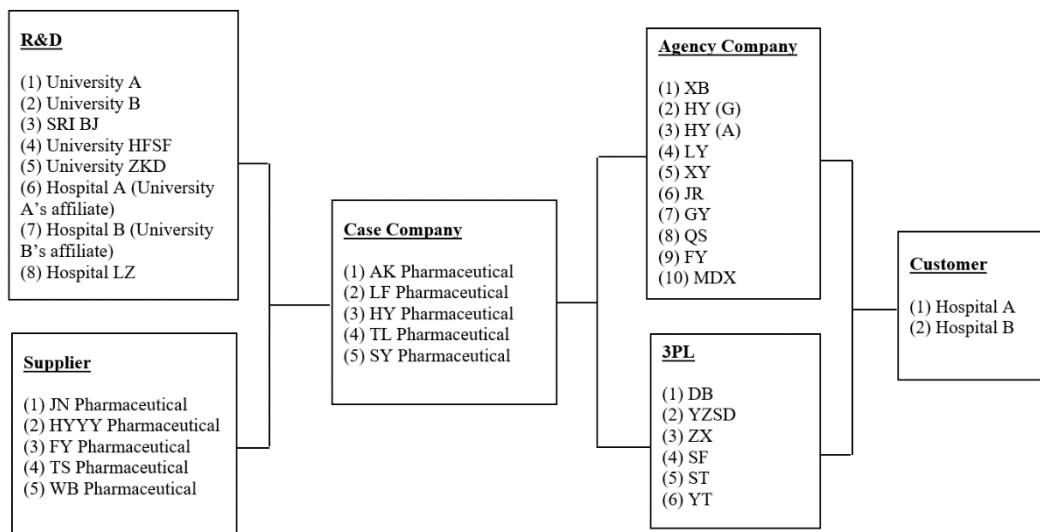 R&D
(1) University A
(2) University B
(3) SRI BJ
(4) University HFSF
(5) University ZKD
(6) Hospital A (University
A's affiliate)
(7) Hospital B (University
B's affiliate)
(8) Hospital LZ
Supplier
(1) JN Pharmaceutical
(2) HYYY Pharmaceutical
(3) FY Pharmaceutical
(4) TS Pharmaceutical
(5) WB Pharmaceutical
Case Company
(1) AK Pharmaceutical
(2) LF Pharmaceutical
(3) HY Pharmaceutical
(4) TL Pharmaceutical
(5) SY Pharmaceutical
Agency Company
(1) XB
(2) HY (G)
(3) HY (A)
(4) LY
(5) XY
(6) JR
(7) GY
(8) QS
(9) FY
(10) MDX
3PL
(1) DB
(2) YZSD
(3) ZX
(4) SF
(5) ST
(6) YT
Customer
(1) Hospital A
(2) Hospital B